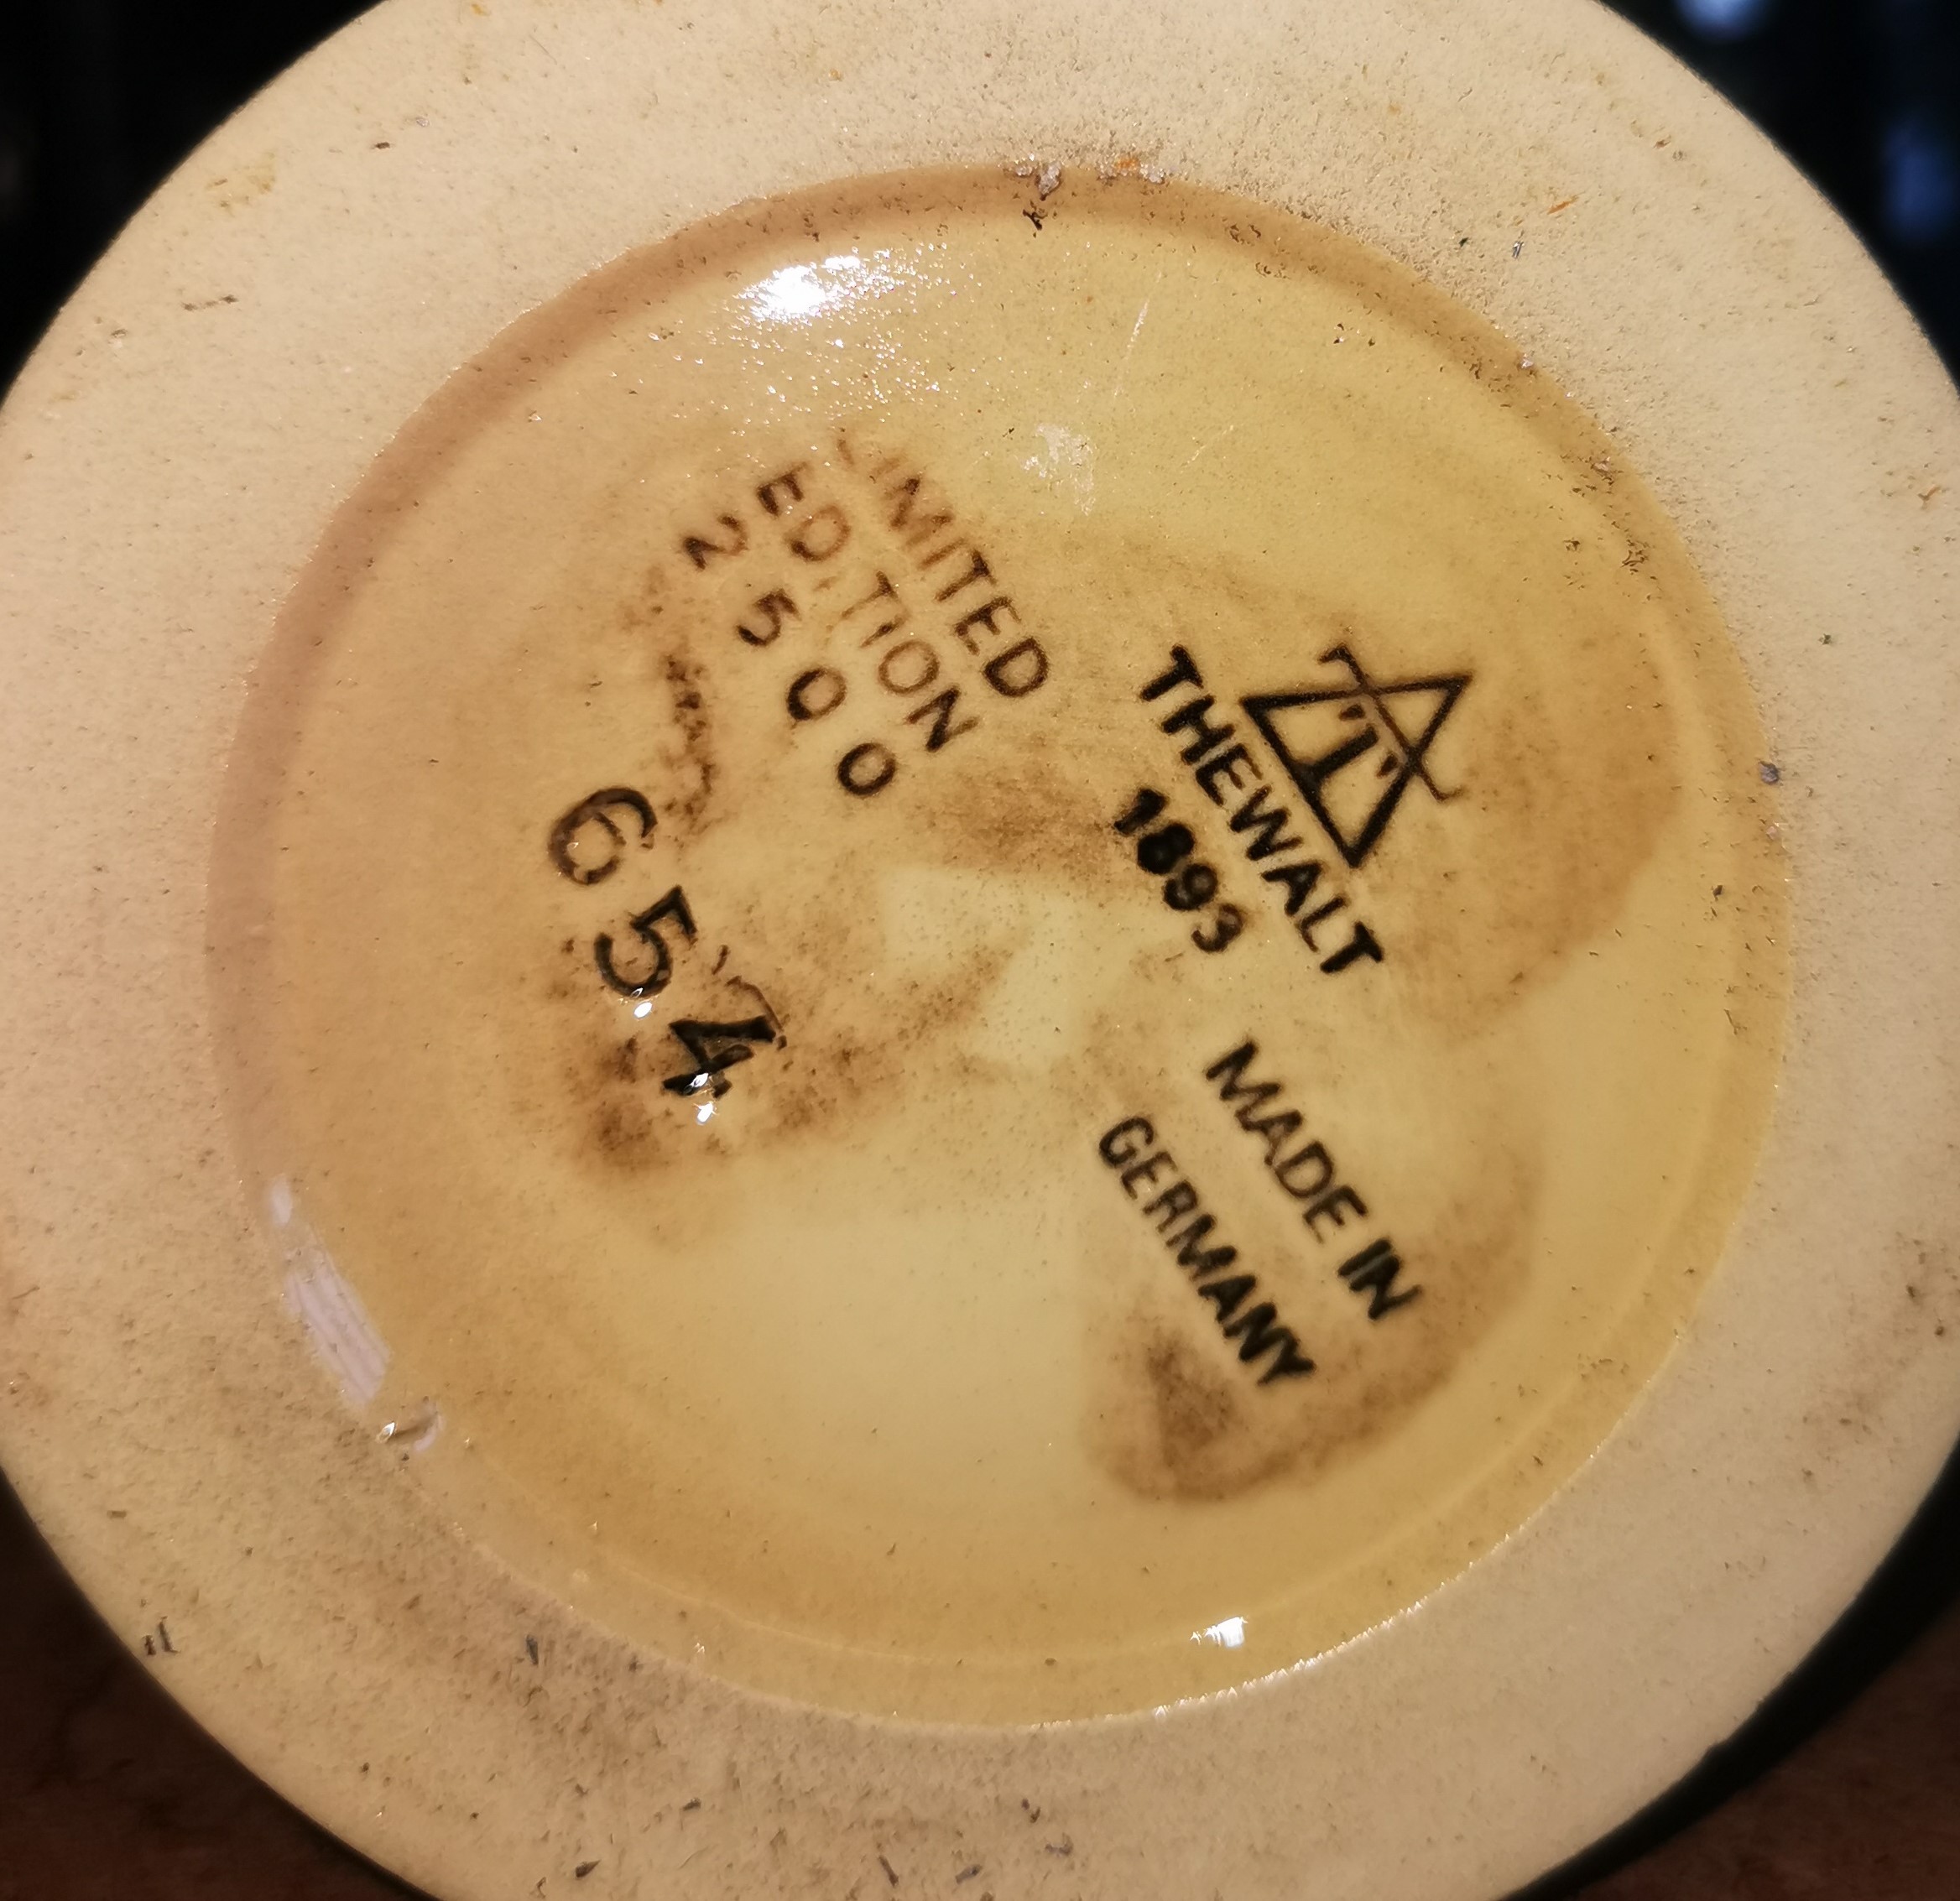 T
THEWALT
1893
MADE IN
GERMANY
LIMITED
EDITION
2500
654